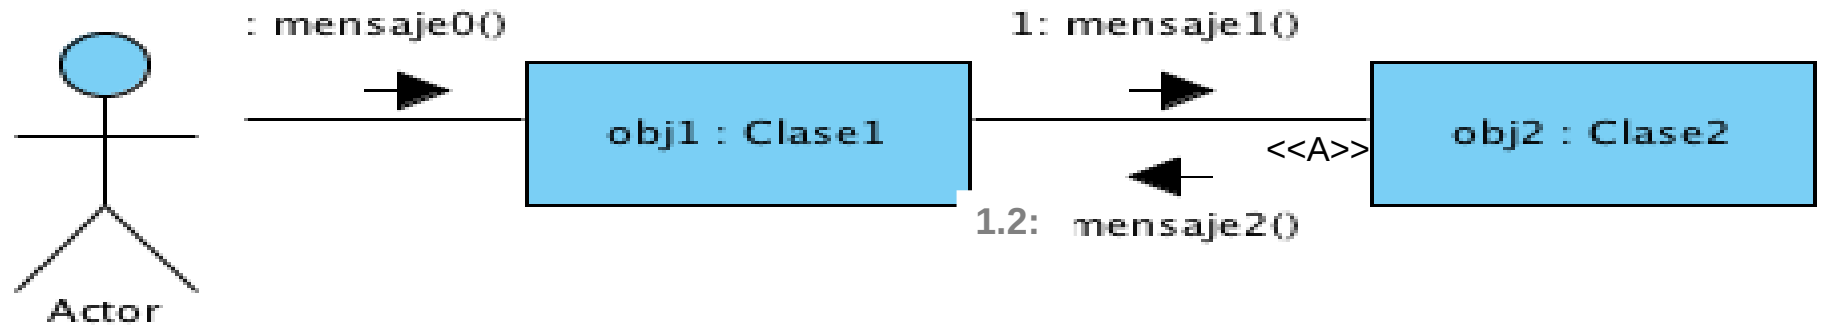 : mensaje0()
1: mensaje1()
obj1 : Clase1
obj2 : Clase2
<<A>>
1.2: mensaje2()
Actor